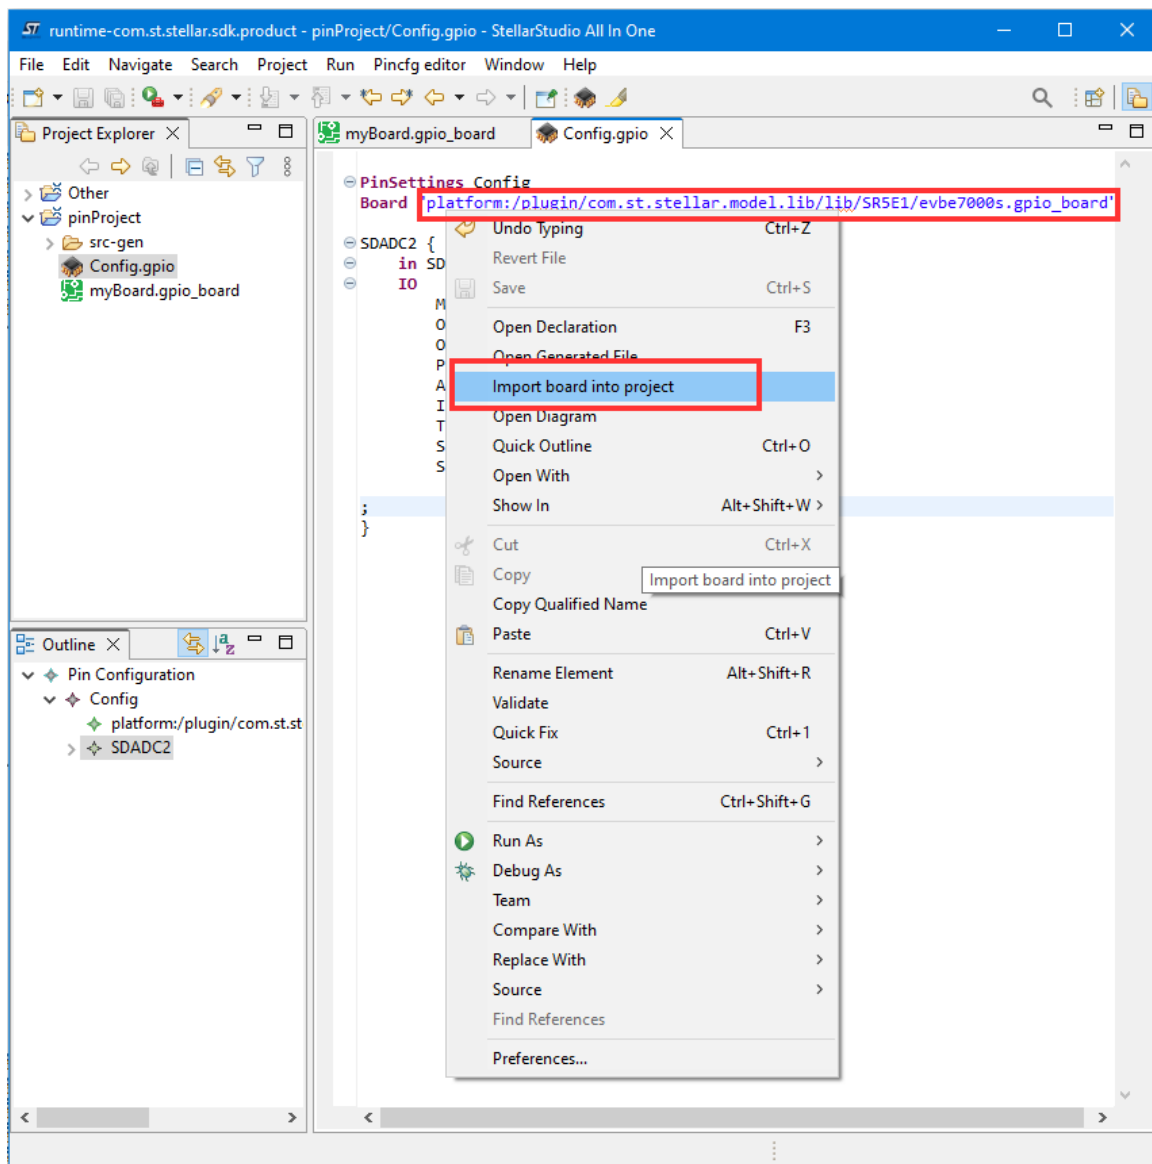 runtime-com.st.stellar.sdk.product - pinProject/Config.gpio - StellarStudio All In One
File Edit Navigate Search Project Run Pincfg editor Window Help
Project Explorer
Other
pinProject
src-gen
Config.gpio
myBoard.gpio_board
myBoard.gpio_board Config.gpio
PinSettings Config
Board "platform:/plugin/com.st.stellar.model.lib/lib/SR5E1/evbe7000s.gpio_board"
SDADC2 {
in SD
IO
M
O
O
P
A
I
T
S
S
;
}
Undo Typing Ctrl+Z
Revert File
Save Ctrl+S
Open Declaration F3
Open Generated File
Import board into project
Open Diagram
Quick Outline Ctrl+O
Open With
Show In Alt+Shift+W
Cut Ctrl+X
Copy
Import board into project
Copy Qualified Name
Paste Ctrl+V
Rename Element Alt+Shift+R
Validate
Quick Fix Ctrl+1
Source
Find References Ctrl+Shift+G
Run As
Debug As
Team
Compare With
Replace With
Source
Find References
Preferences...
Outline
Pin Configuration
Config
platform:/plugin/com.st.st
SDADC2